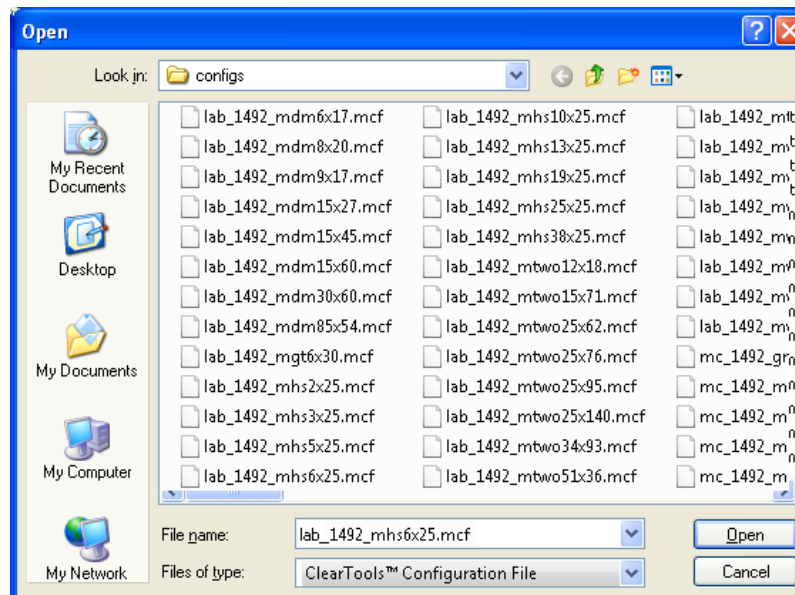 Open
Look in: configs
My Recent
Documents
Desktop
My Documents
My Computer
My Network
lab_1492_mdm6x17.mcf
lab_1492_mdm8x20.mcf
lab_1492_mdm9x17.mcf
lab_1492_mdm15x27.mcf
lab_1492_mdm15x45.mcf
lab_1492_mdm15x60.mcf
lab_1492_mdm30x60.mcf
lab_1492_mdm85x54.mcf
lab_1492_mgt6x30.mcf
lab_1492_mhs2x25.mcf
lab_1492_mhs3x25.mcf
lab_1492_mhs5x25.mcf
lab_1492_mhs6x25.mcf
lab_1492_mhs10x25.mcf
lab_1492_mhs13x25.mcf
lab_1492_mhs19x25.mcf
lab_1492_mhs25x25.mcf
lab_1492_mhs38x25.mcf
lab_1492_mtwo12x18.mcf
lab_1492_mtwo15x71.mcf
lab_1492_mtwo25x62.mcf
lab_1492_mtwo25x76.mcf
lab_1492_mtwo25x95.mcf
lab_1492_mtwo25x140.mcf
lab_1492_mtwo34x93.mcf
lab_1492_mtwo51x36.mcf
File name: lab_1492_mhs6x25.mcf Open
Files of type: ClearTools™ Configuration File Cancel